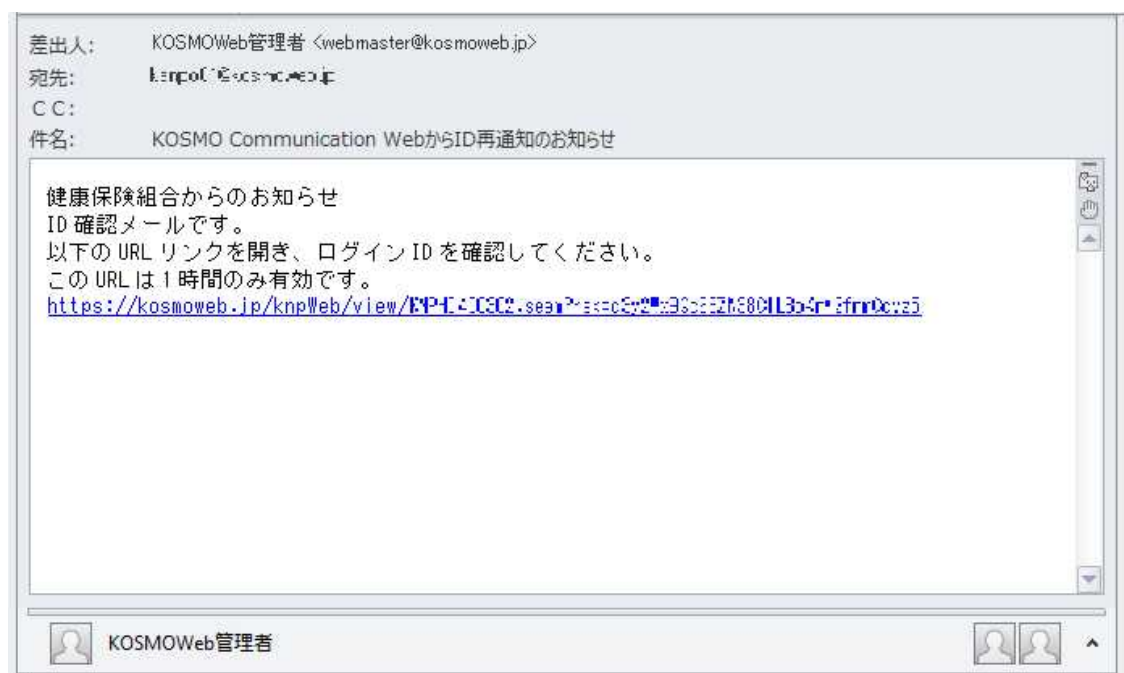 差出人: KOSMOWeb管理者 <webmaster@kosmoweb.jp>
宛先:
CC:
件名: KOSMO Communication WebからID再通知のお知らせ
健康保険組合からのお知らせ
ID 確認メールです。
以下の URL リンクを開き、ログイン ID を確認してください。
この URL は 1 時間のみ有効です。
https://kosmoweb.jp/knpWeb/view/
KOSMOWeb管理者